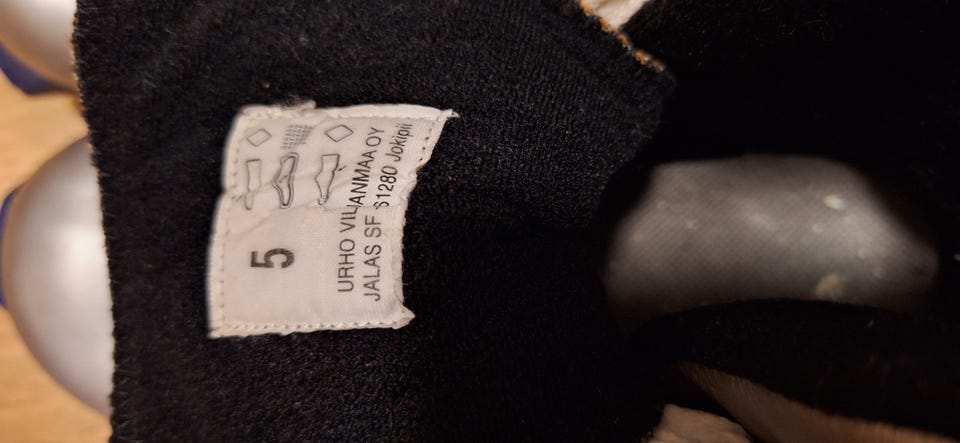 5
URHO VILJANMAA OY
JALAS SF 61280 Jokipii